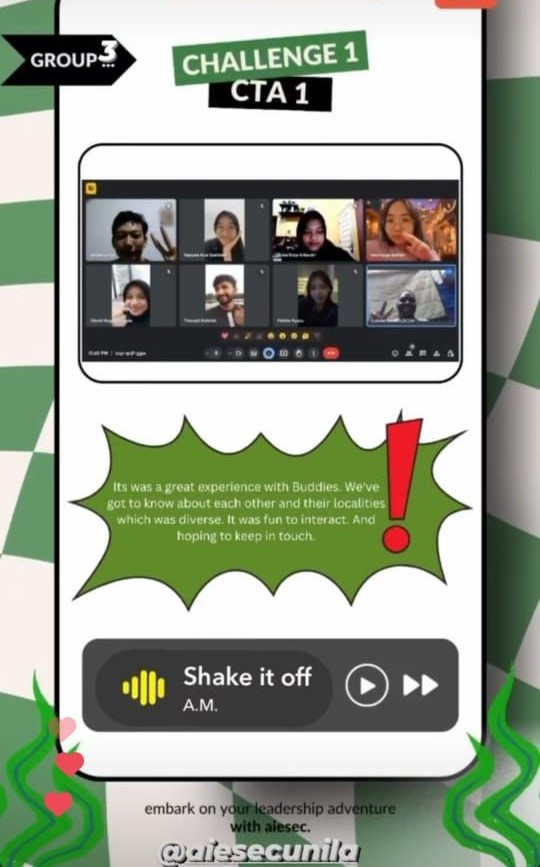 GROUP 3
CHALLENGE 1
CTA 1
Its was a great experience with Buddies. We've
got to know about each other and their localities
which was diverse. It was fun to interact. And
hoping to keep in touch.
Shake it off
A.M.
embark on your leadership adventure
with aiesec.
@aiesecunila